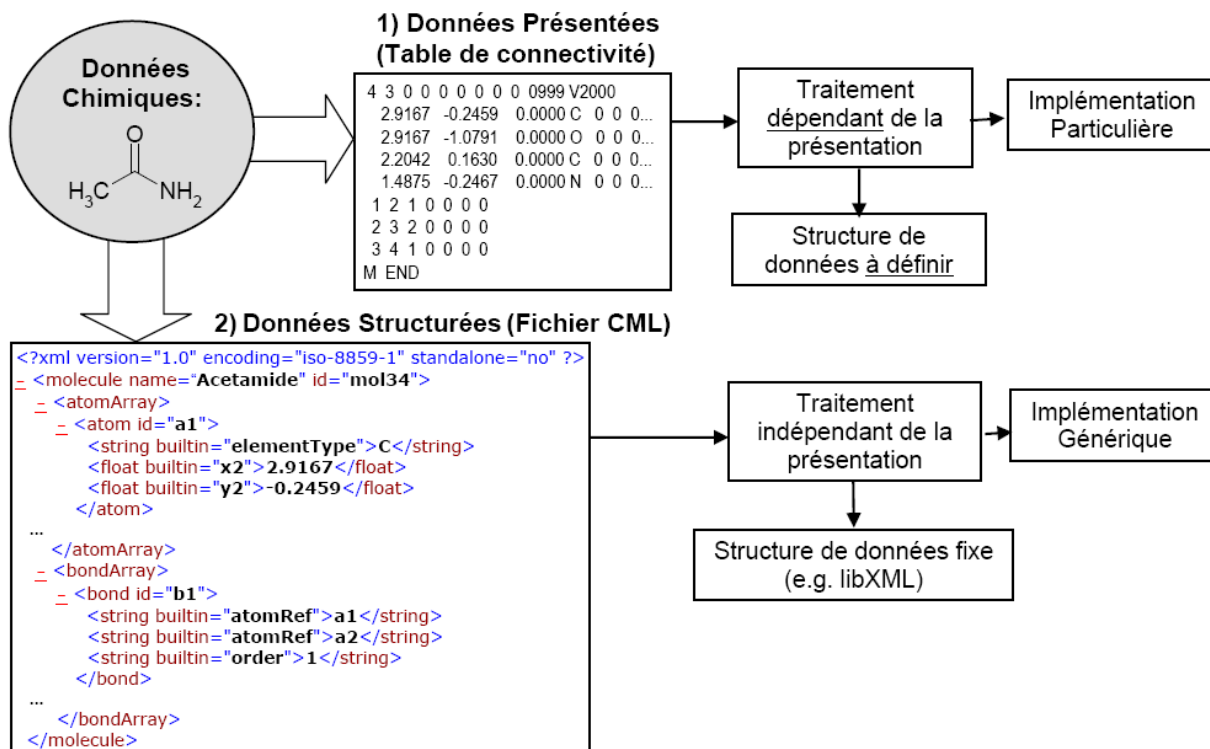 Données
Chimiques:
O
H3C
NH2
1) Données Présentées
(Table de connectivité)
4 3 0 0 0 0 0 0 0 0999 V2000
2.9167 -0.2459 0.0000 C 0 0 0...
2.9167 -1.0791 0.0000 O 0 0 0...
2.2042 0.1630 0.0000 C 0 0 0...
1.4875 -0.2467 0.0000 N 0 0 0...
1 2 1 0 0 0 0
2 3 2 0 0 0 0
3 4 1 0 0 0 0
M END
Traitement
dépendant de la
présentation
Implémentation
Particulière
Structure de
données à définir
2) Données Structurées (Fichier CML)
<?xml version="1.0" encoding="iso-8859-1" standalone="no" ?>
- <molecule name="Acetamide" id="mol34">
- <atomArray>
- <atom id="a1">
<string builtin="elementType">C</string>
<float builtin="x2">2.9167</float>
<float builtin="y2">-0.2459</float>
</atom>
...
</atomArray>
- <bondArray>
- <bond id="b1">
<string builtin="atomRef">a1</string>
<string builtin="atomRef">a2</string>
<string builtin="order">1</string>
</bond>
...
</bondArray>
</molecule>
Traitement
indépendant de la
présentation
Implémentation
Générique
Structure de données fixe
(e.g. libXML)